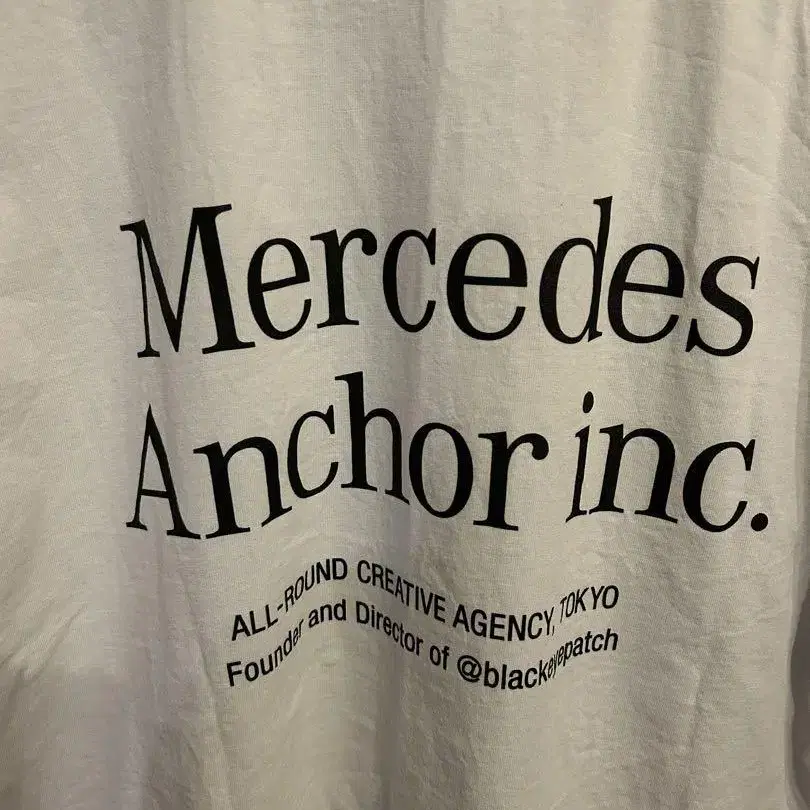 Mercedes
Anchor inc.
ALL-ROUND CREATIVE AGENCY, TOKYO
Founder and Director of @blackeyepatch